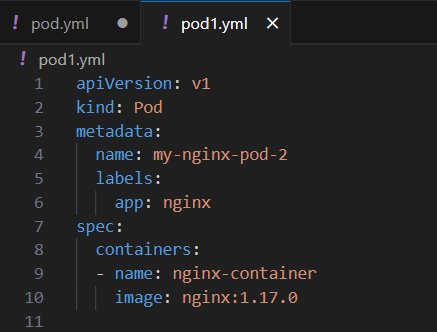 pod.yml pod1.yml
pod1.yml
1 apiVersion: v1
2 kind: Pod
3 metadata:
4   name: my-nginx-pod-2
5   labels:
6     app: nginx
7 spec:
8   containers:
9   - name: nginx-container
10     image: nginx:1.17.0
11